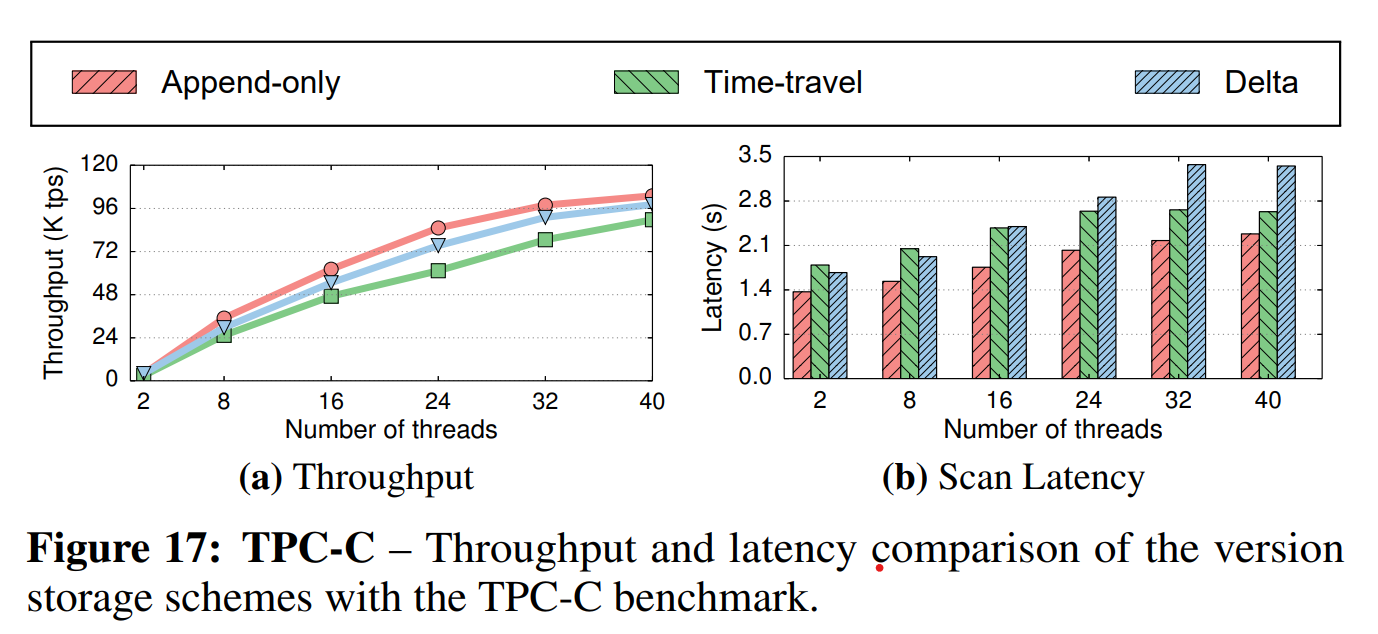 Append-only Time-travel Delta
Throughput (K tps)
120
96
72
48
24
0
2 8 16 24 32 40
Number of threads
(a) Throughput
Latency (s)
3.5
2.8
2.1
1.4
0.7
0.0
2 8 16 24 32 40
Number of threads
(b) Scan Latency
Figure 17: TPC-C – Throughput and latency comparison of the version
storage schemes with the TPC-C benchmark.